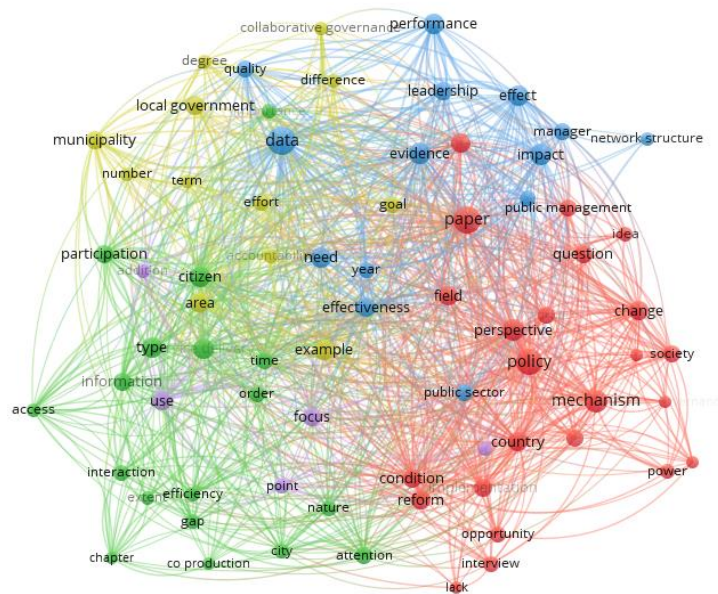 collaborative governance
performance
degree
quality
difference
leadership
effect
local government
municipality
data
manager
network structure
evidence
impact
number
term
effort
goal
public management
paper
idea
participation
citizen
need
question
addition
year
area
effectiveness
field
change
perspective
type
example
time
policy
society
information
use
order
public sector
mechanism
access
focus
country
interaction
condition
power
extent
efficiency
point
reform
nature
gap
opportunity
city
attention
chapter
co production
interview
lack